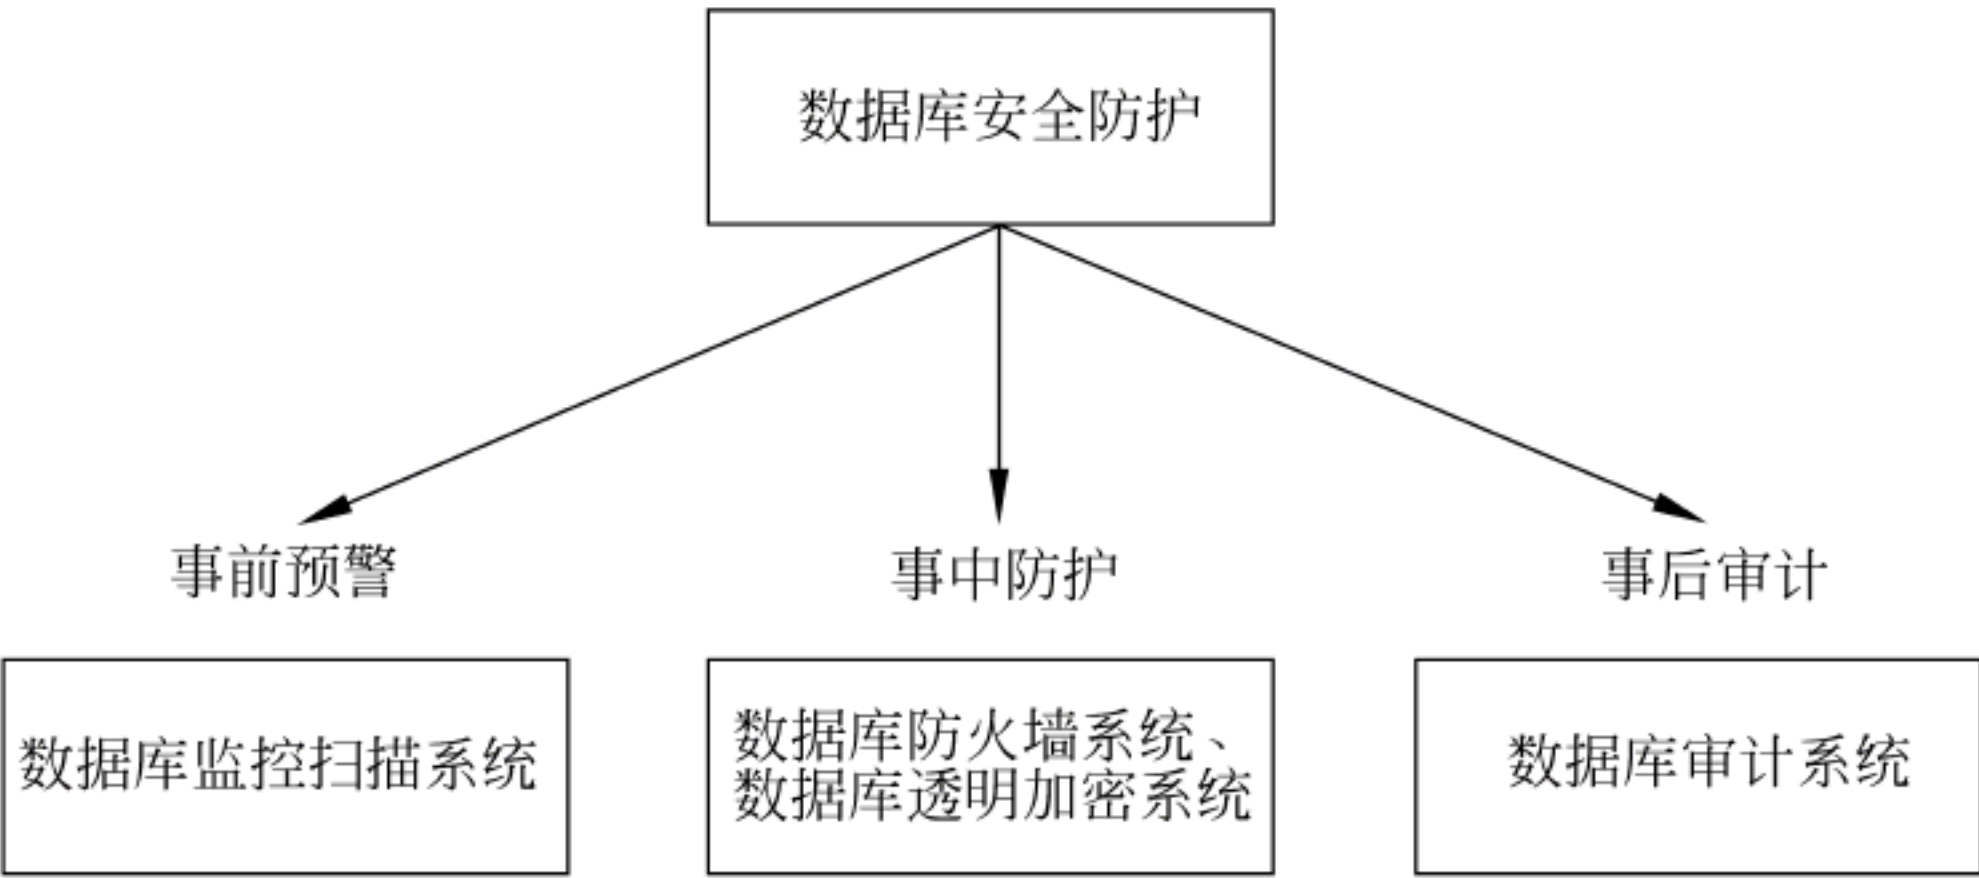 数据库安全防护
事前预警
事中防护
事后审计
数据库监控扫描系统
数据库防火墙系统、
数据库透明加密系统
数据库审计系统